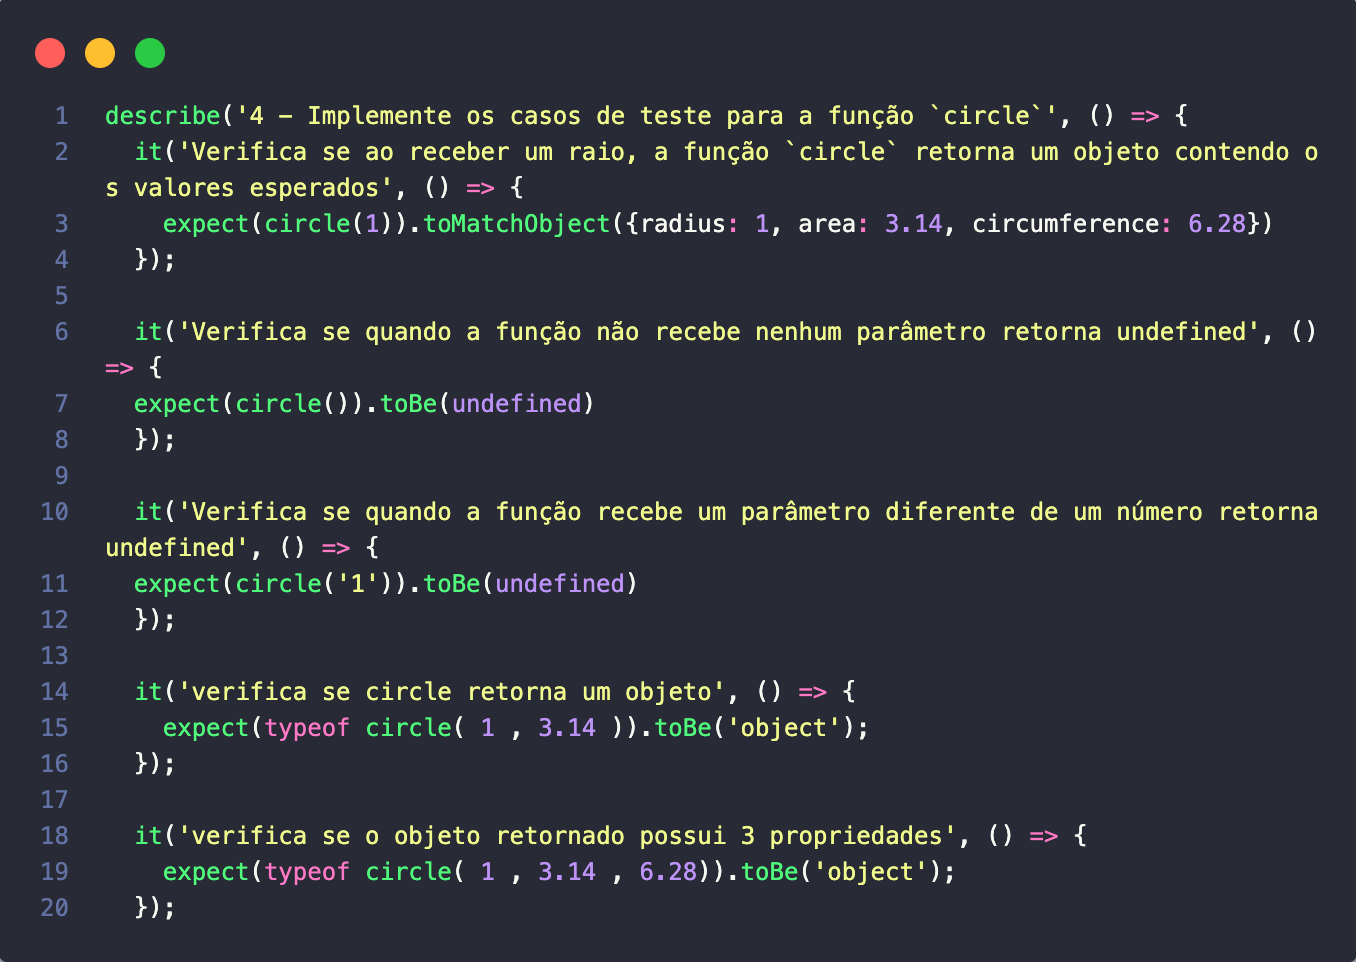 1 describe('4 - Implemente os casos de teste para a função `circle`', () => {
2 it('Verifica se ao receber um raio, a função `circle` retorna um objeto contendo o
s valores esperados', () => {
3 expect(circle(1)).toMatchObject({radius: 1, area: 3.14, circumference: 6.28})
4 });
5
6 it('Verifica se quando a função não recebe nenhum parâmetro retorna undefined', ()
=> {
7 expect(circle()).toBe(undefined)
8 });
9
10 it('Verifica se quando a função recebe um parâmetro diferente de um número retorna
undefined', () => {
11 expect(circle('1')).toBe(undefined)
12 });
13
14 it('verifica se circle retorna um objeto', () => {
15 expect(typeof circle( 1 , 3.14 )).toBe('object');
16 });
17
18 it('verifica se o objeto retornado possui 3 propriedades', () => {
19 expect(typeof circle( 1 , 3.14 , 6.28)).toBe('object');
20 });